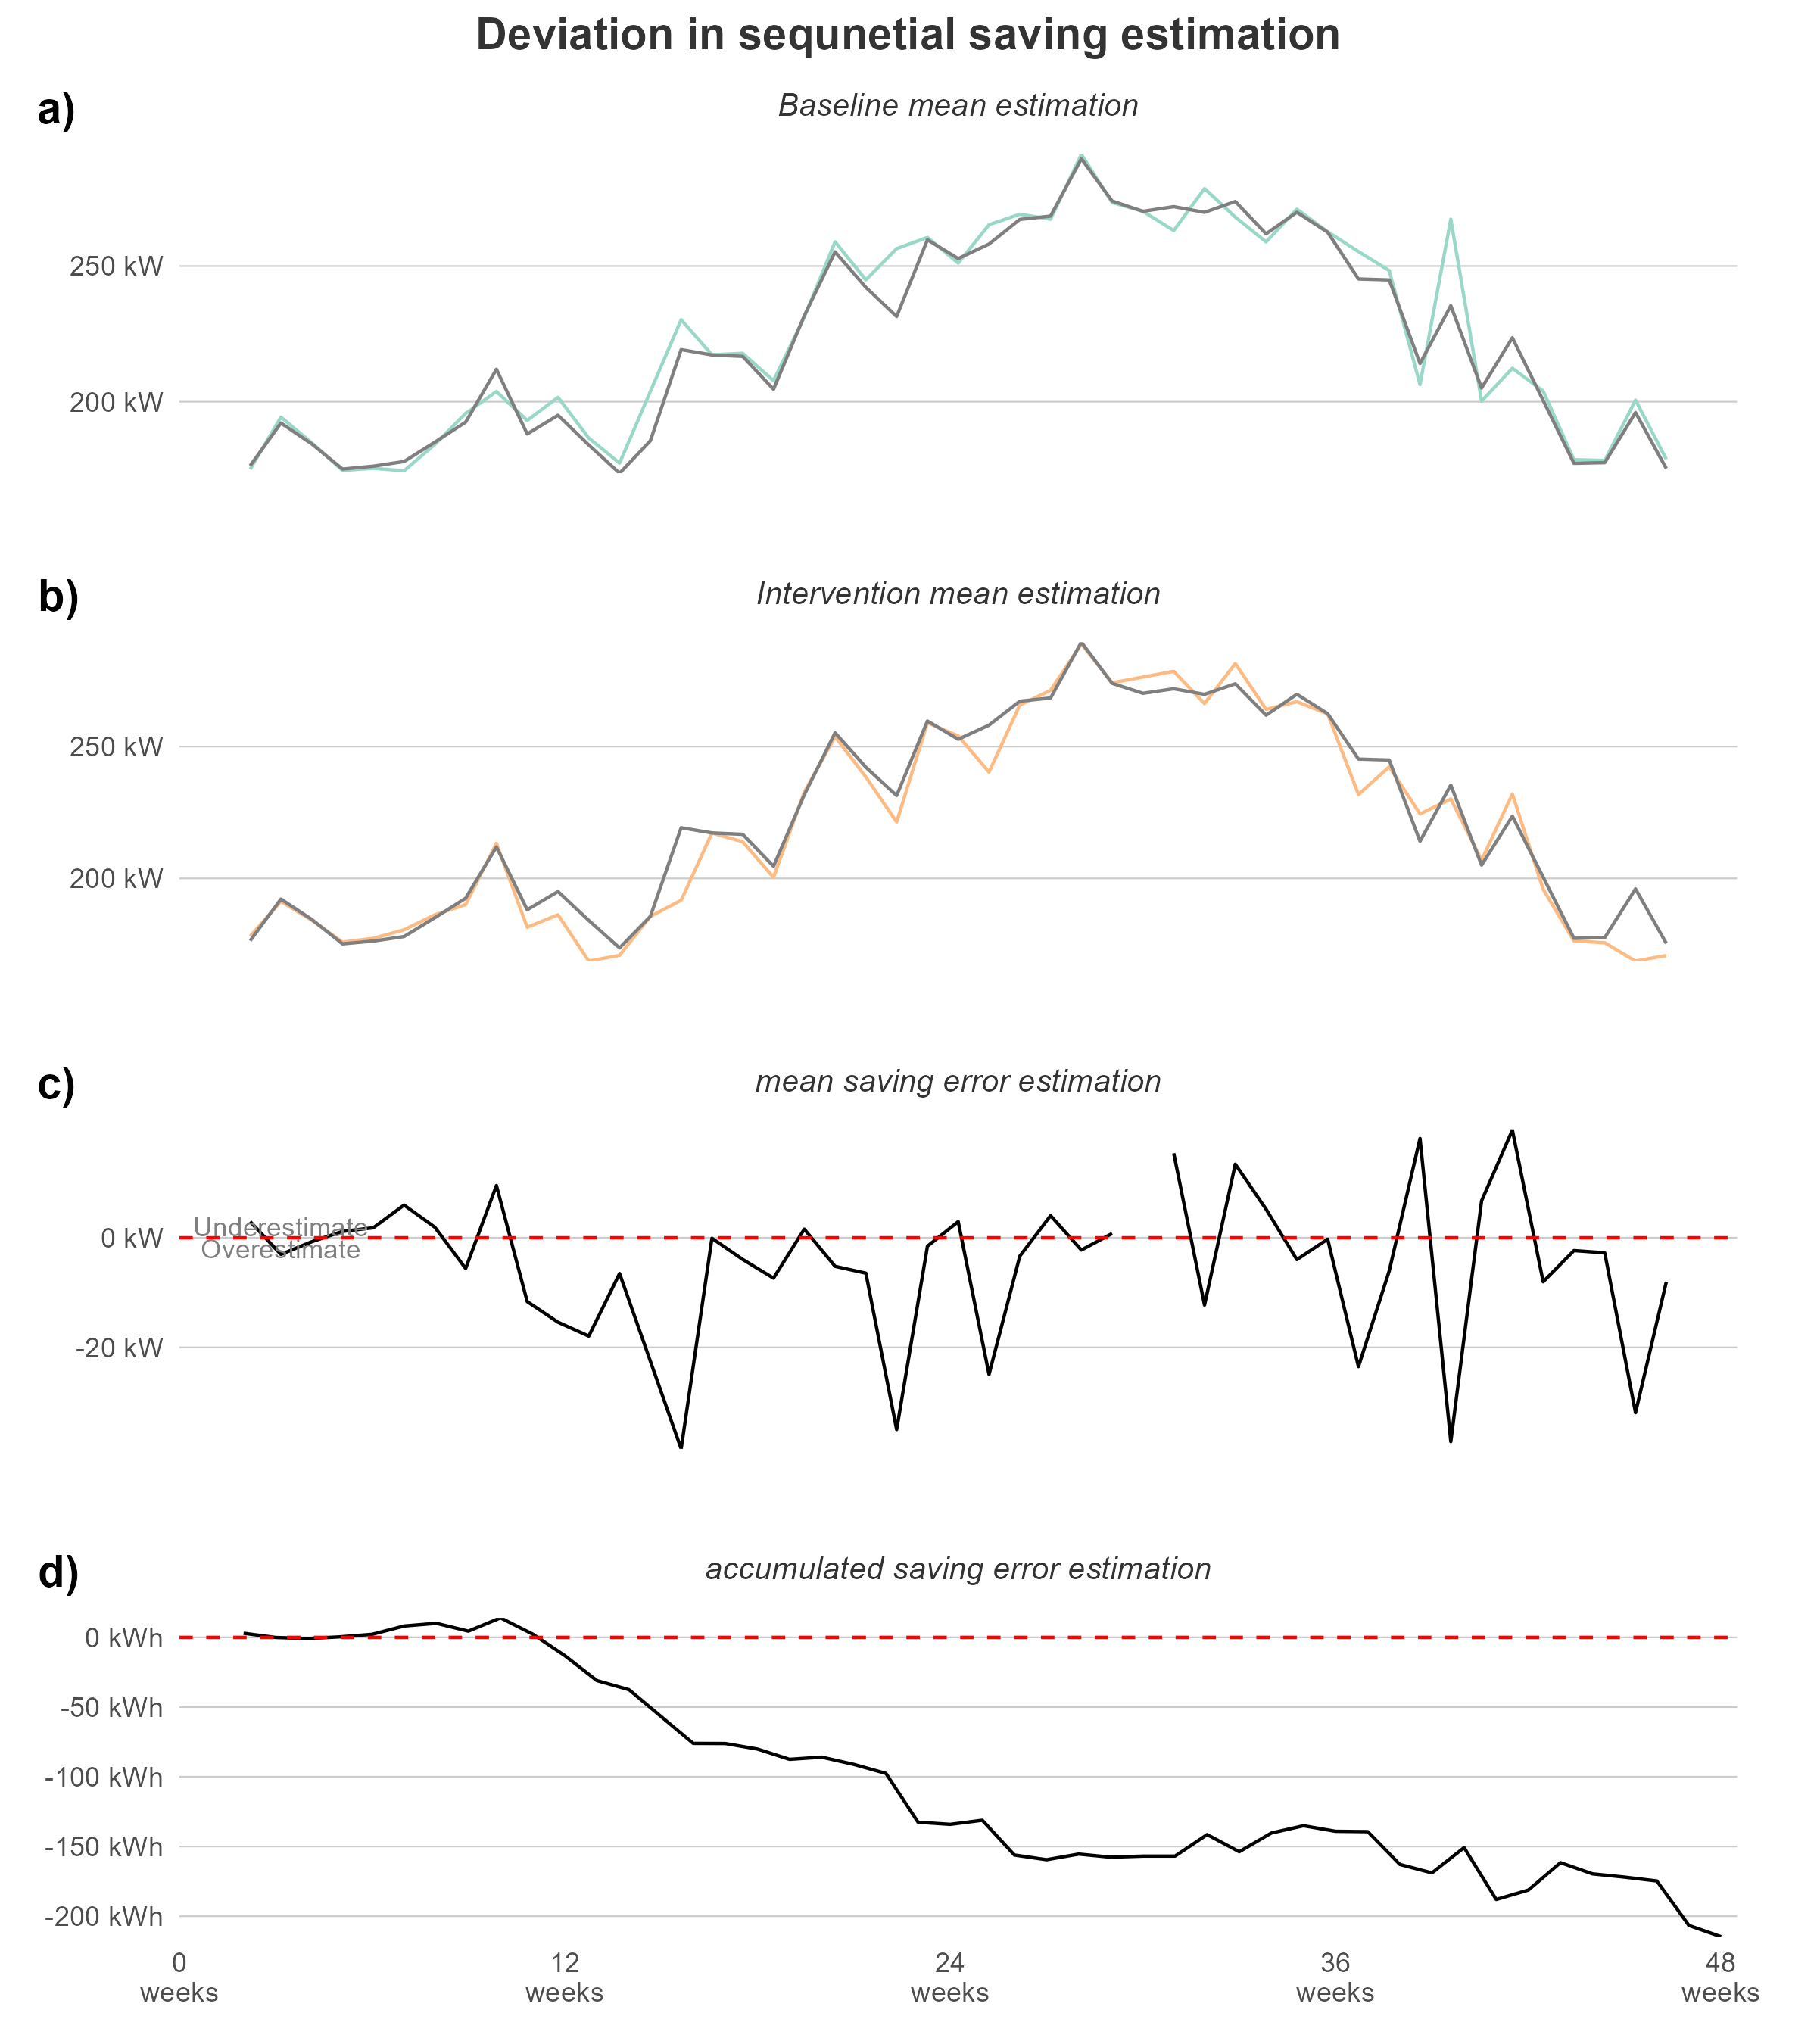 Deviation in sequnetial saving estimation
a)
Baseline mean estimation
250 kW
200 kW
b)
Intervention mean estimation
250 kW
200 kW
c)
mean saving error estimation
Underestimate
0 kW
Overestimate
-20 kW
d)
accumulated saving error estimation
0 kWh
-50 kWh
-100 kWh
-150 kWh
-200 kWh
0 12 24 36 48
weeks weeks weeks weeks weeks